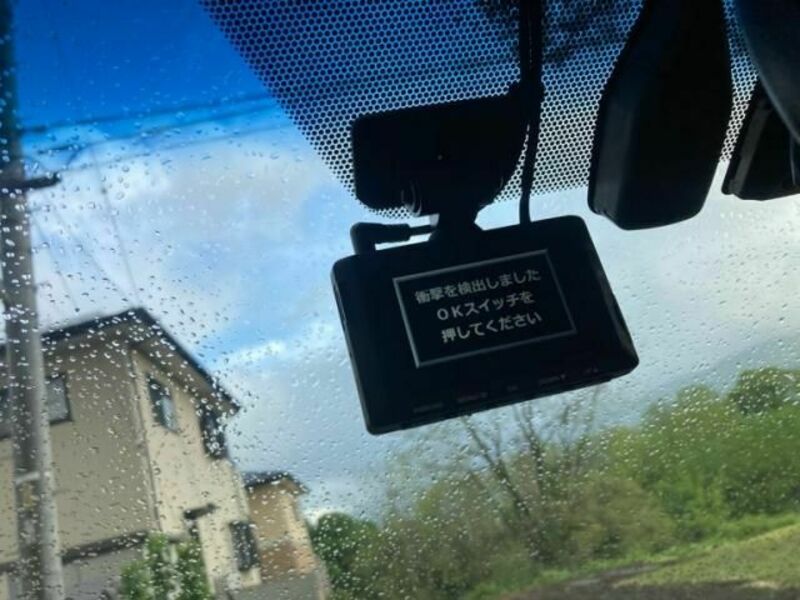 衝撃を検出しました
OKスイッチを
押してください